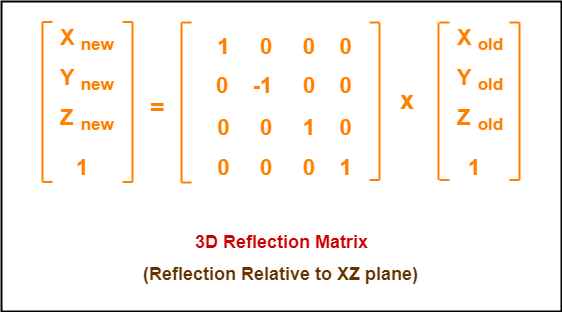 X new 1 0 0 0 X old
Y new 0 -1 0 0 Y old
Z new = 0 0 1 0 x Z old
1 0 0 0 1 1
3D Reflection Matrix
(Reflection Relative to XZ plane)